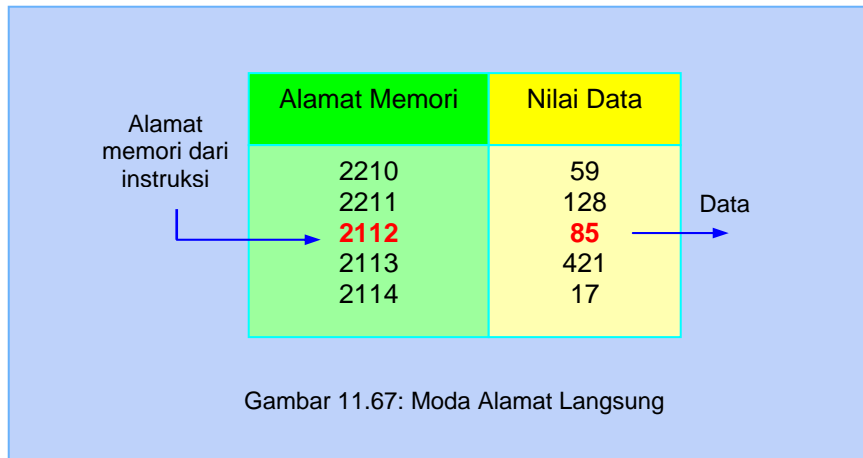 Alamat Memori Nilai Data
Alamat
memori dari
instruksi
2210 59
2211 128
2112 85
2113 421
2114 17
Data
Gambar 11.67: Moda Alamat Langsung